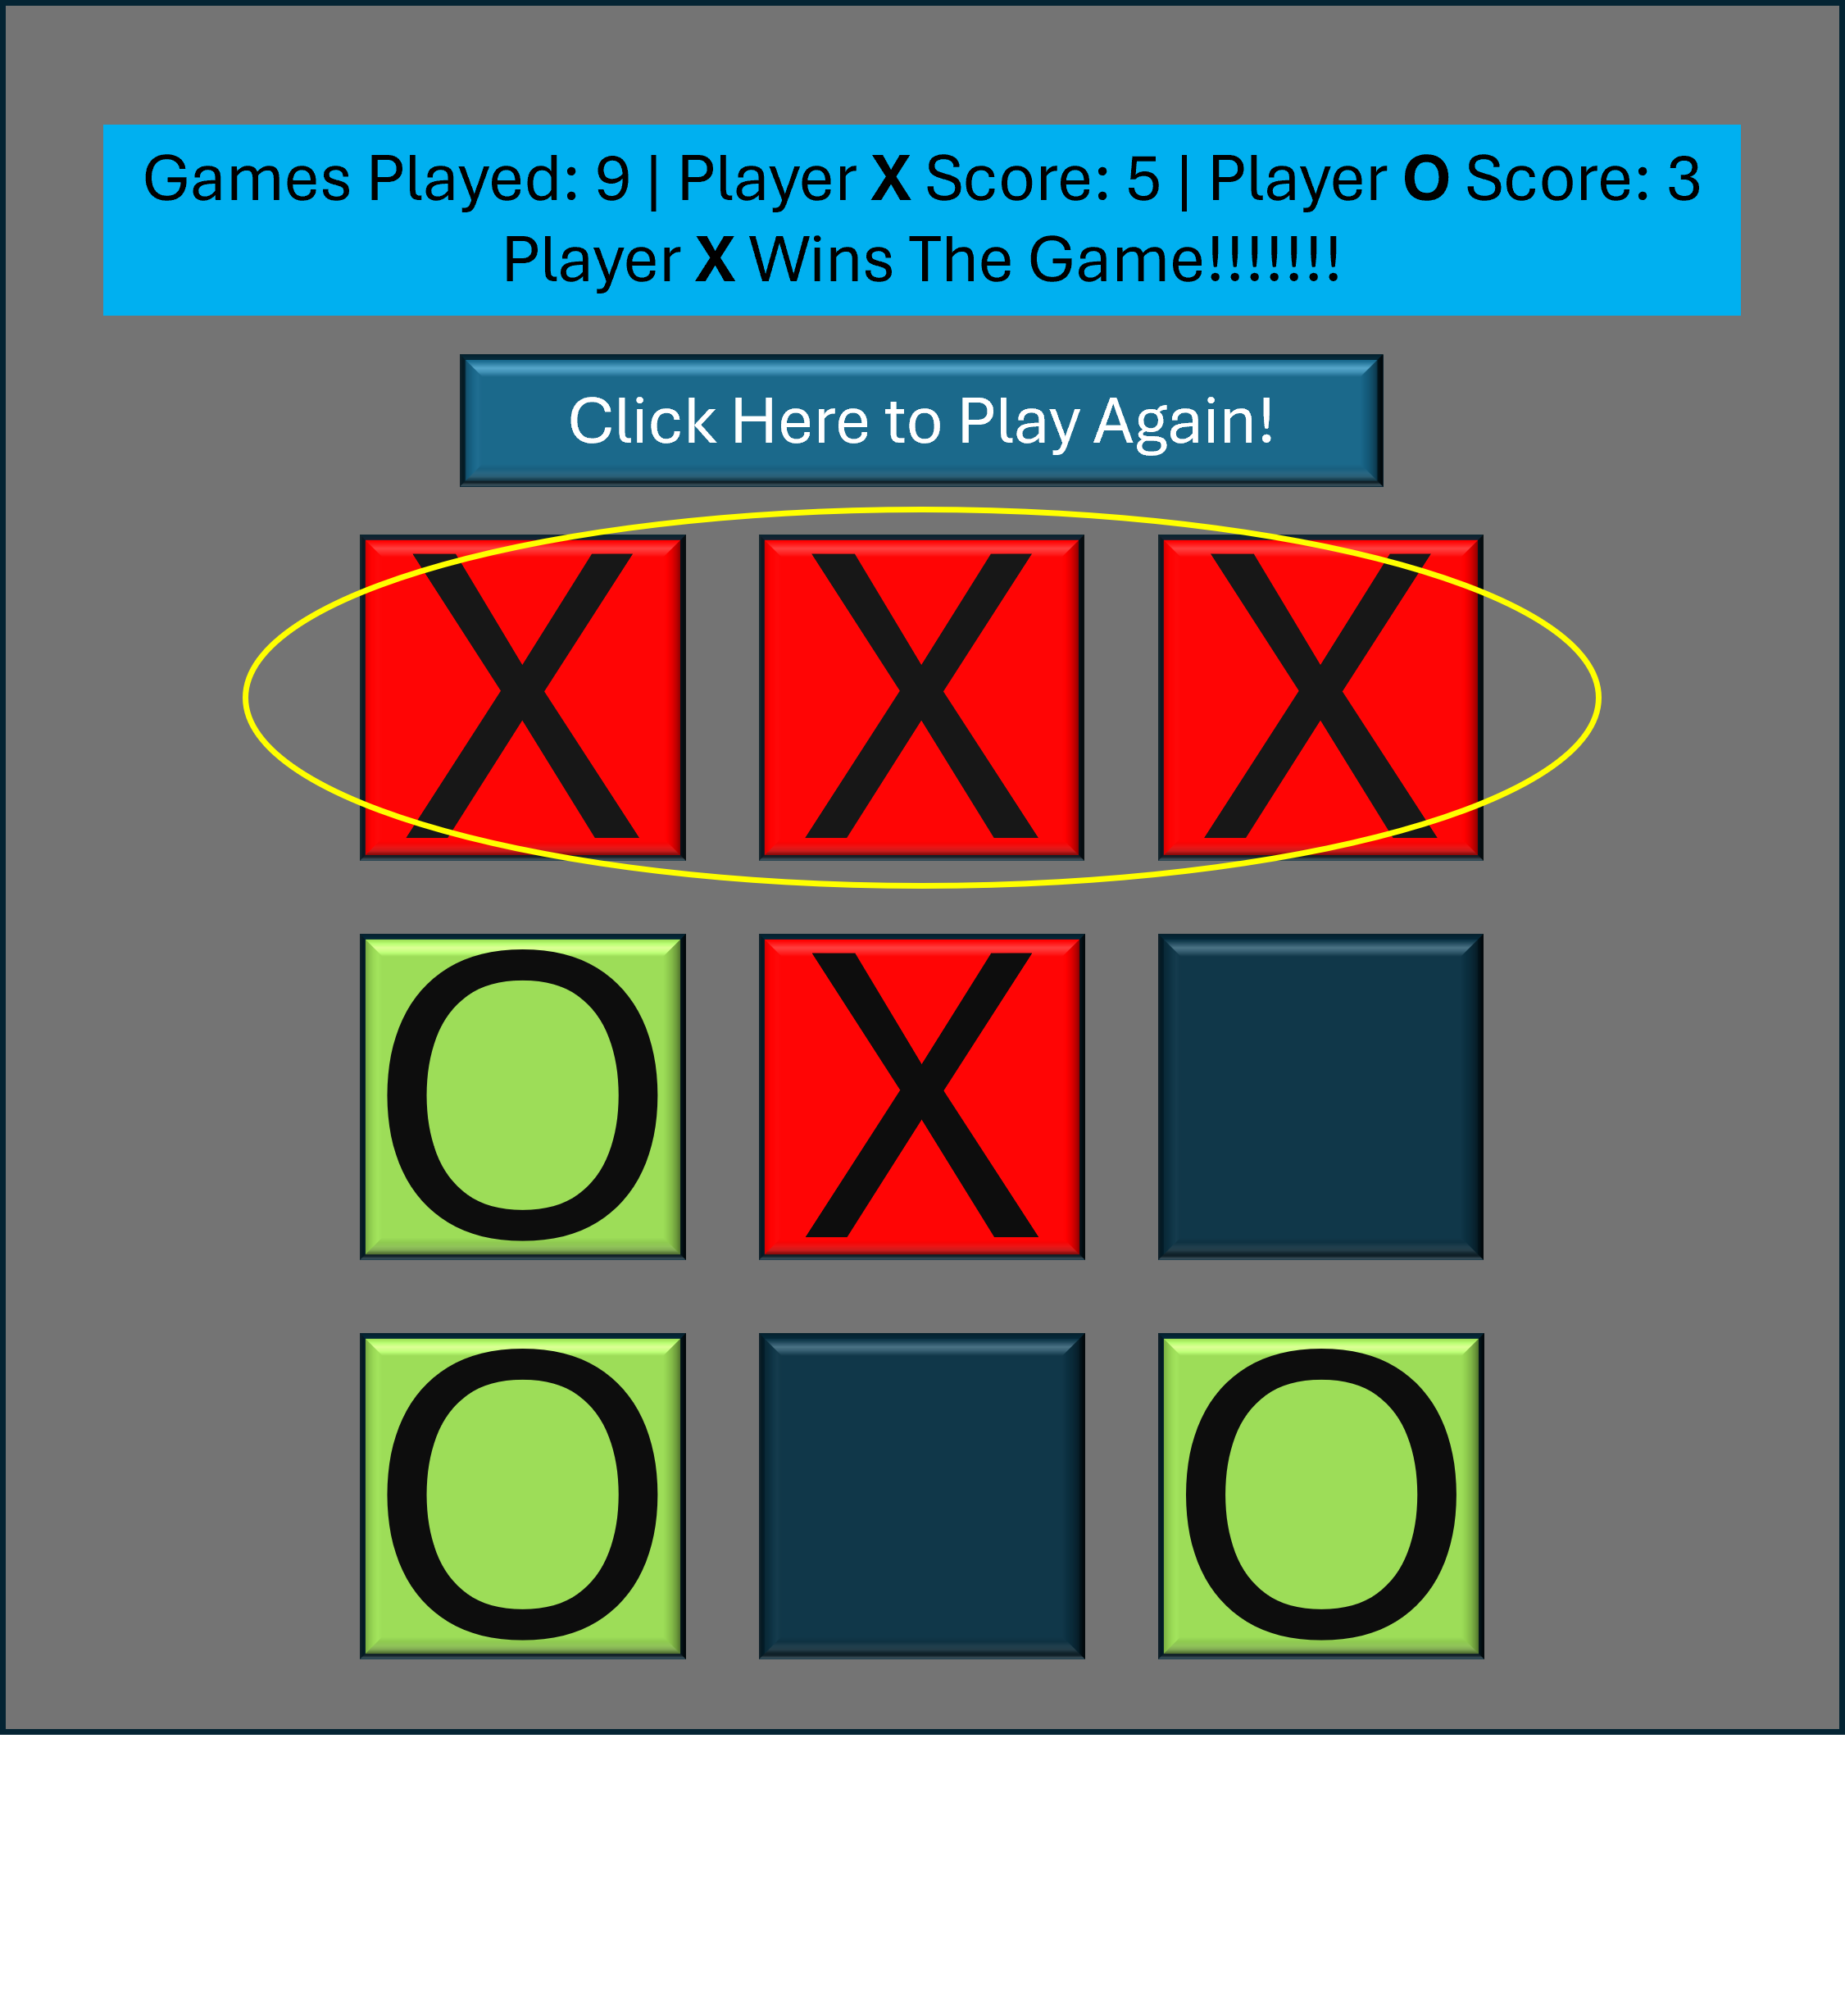 Games Played: 9 | Player X Score: 5 | Player O Score: 3
Player X Wins The Game!!!!!!!
Click Here to Play Again!
X X X
O X
O O